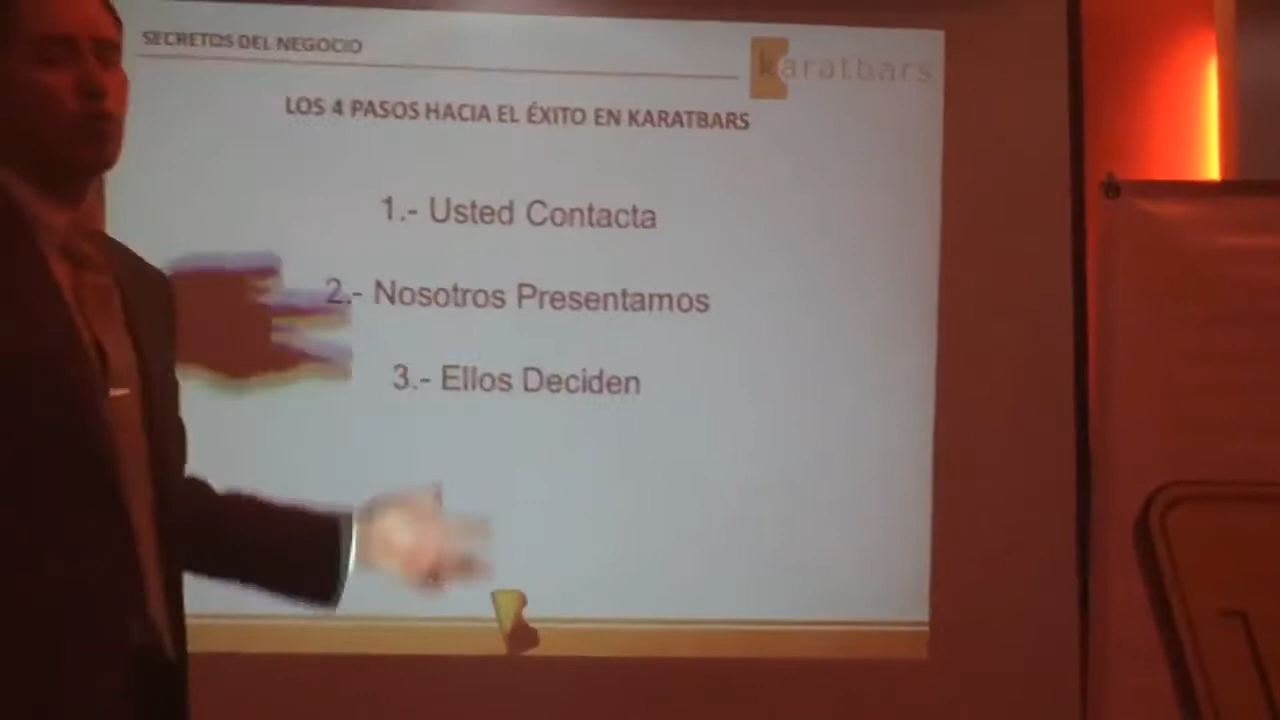 SECRETOS DEL NEGOCIO
karatbars
LOS 4 PASOS HACIA EL ÉXITO EN KARATBARS
1.- Usted Contacta
2.- Nosotros Presentamos
3.- Ellos Deciden